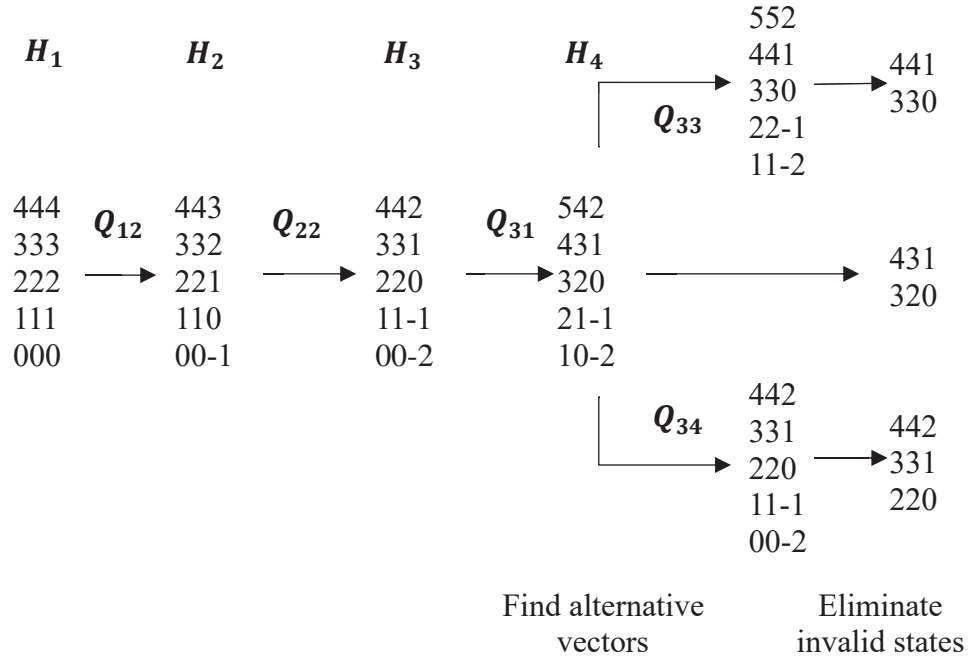 H₁
H₂
H₃
H₄
444
333
222
111
000
Q₁₂
443
332
221
110
00-1
Q₂₂
442
331
220
11-1
00-2
Q₃₁
542
431
320
21-1
10-2
Q₃₃
552
441
330
22-1
11-2
441
330
431
320
Q₃₄
442
331
220
11-1
00-2
442
331
220
Find alternative
vectors
Eliminate
invalid states